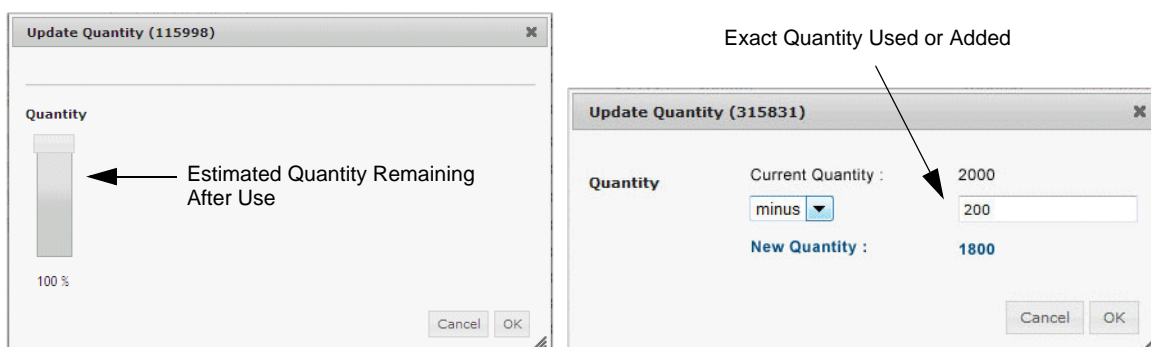 Update Quantity (115998)
Quantity
Estimated Quantity Remaining
After Use
100 %
Cancel OK
Exact Quantity Used or Added
Update Quantity (315831)
Quantity Current Quantity : 2000
minus 200
New Quantity : 1800
Cancel OK